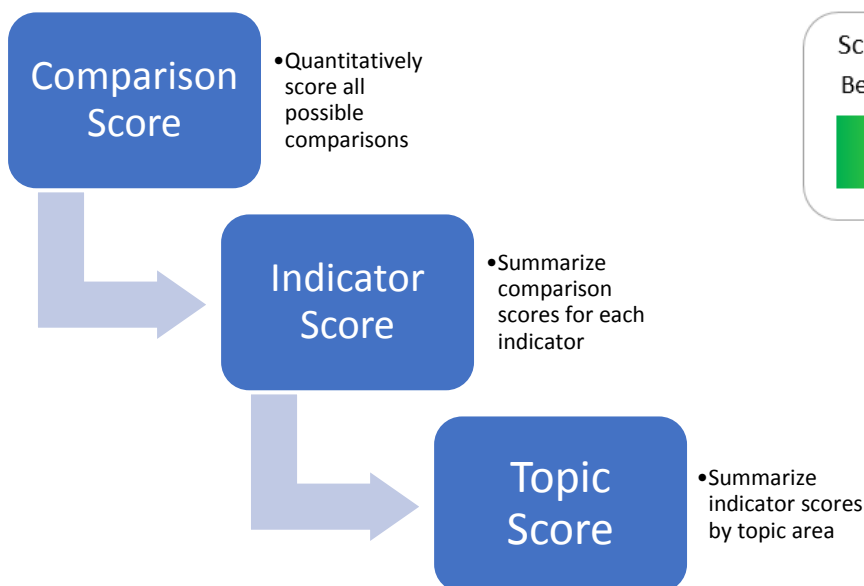 Comparison
Score
•Quantitatively
score all
possible
comparisons
Indicator
Score
•Summarize
comparison
scores for each
indicator
Topic
Score
•Summarize
indicator scores
by topic area